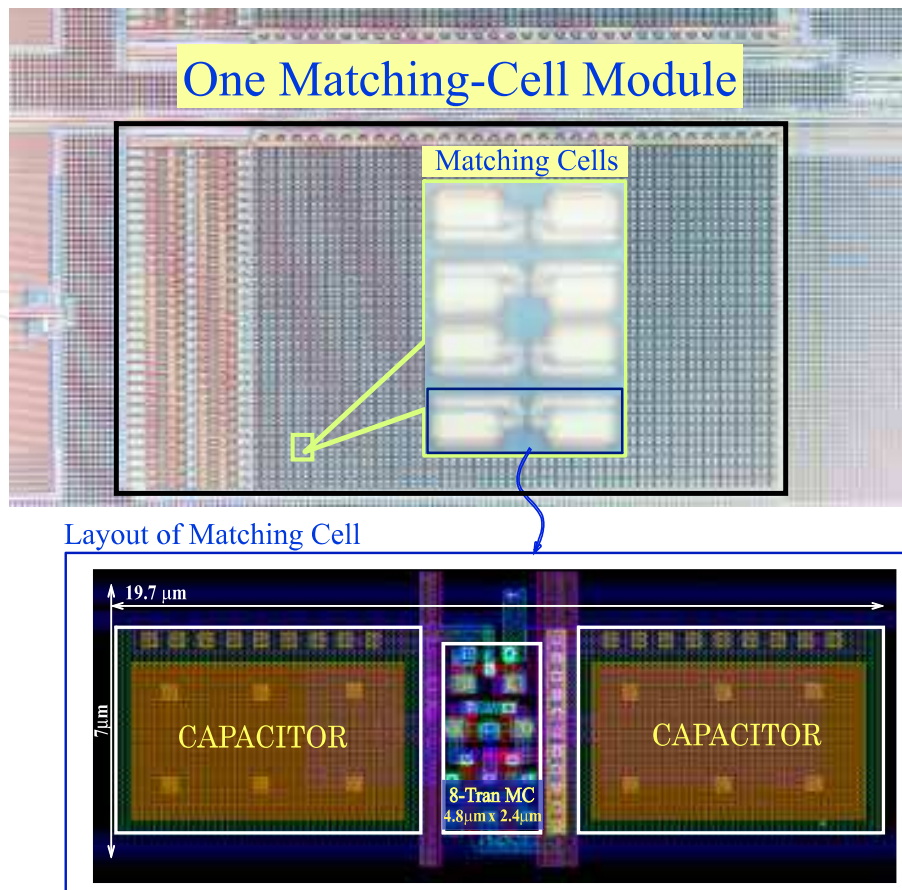 One Matching-Cell Module
Matching Cells
Layout of Matching Cell
19.7 μm
7μm
CAPACITOR
CAPACITOR
8-Tran MC
4.8μm x 2.4μm